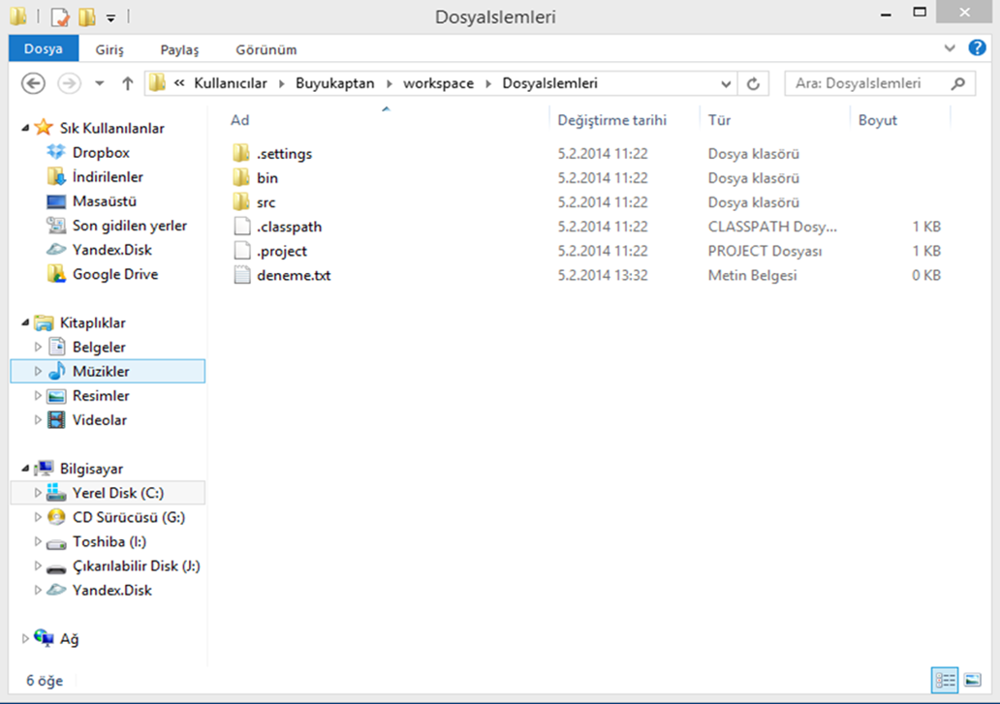 DosyaIslemleri
Dosya Giriş Paylaş Görünüm
« Kullanıcılar Buyukaptan workspace DosyaIslemleri Ara: DosyaIslemleri
Ad Değiştirme tarihi Tür Boyut
.settings 5.2.2014 11:22 Dosya klasörü
bin 5.2.2014 11:22 Dosya klasörü
src 5.2.2014 11:22 Dosya klasörü
.classpath 5.2.2014 11:22 CLASSPATH Dosy... 1 KB
.project 5.2.2014 11:22 PROJECT Dosyası 1 KB
deneme.txt 5.2.2014 13:32 Metin Belgesi 0 KB
Sık Kullanılanlar
Dropbox
İndirilenler
Masaüstü
Son gidilen yerler
Yandex.Disk
Google Drive
Kitaplıklar
Belgeler
Müzikler
Resimler
Videolar
Bilgisayar
Yerel Disk (C:)
CD Sürücüsü (G:)
Toshiba (I:)
Çıkarılabilir Disk (J:)
Yandex.Disk
Ağ
6 öğe